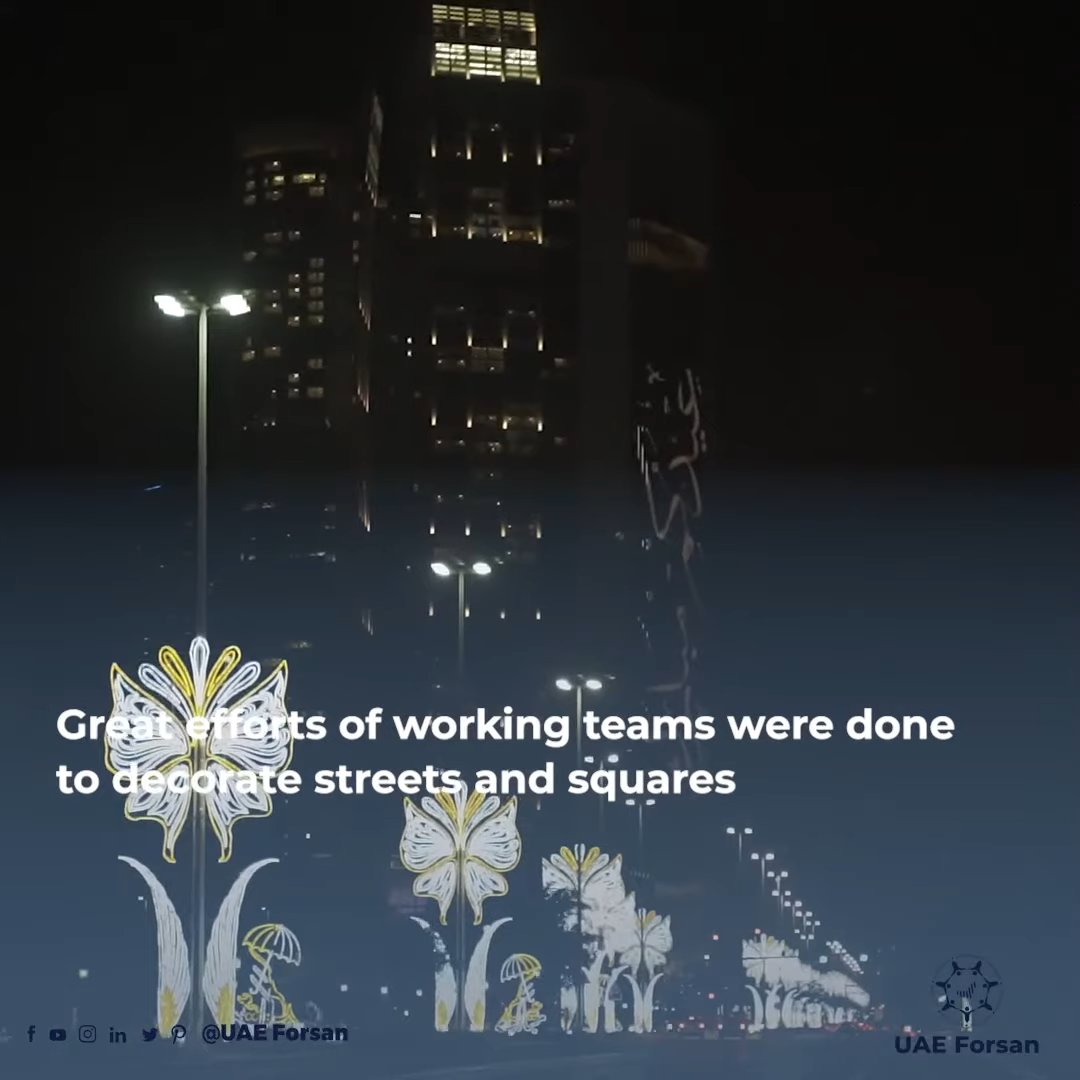 Great efforts of working teams were done
to decorate streets and squares
@UAE Forsan
UAE Forsan